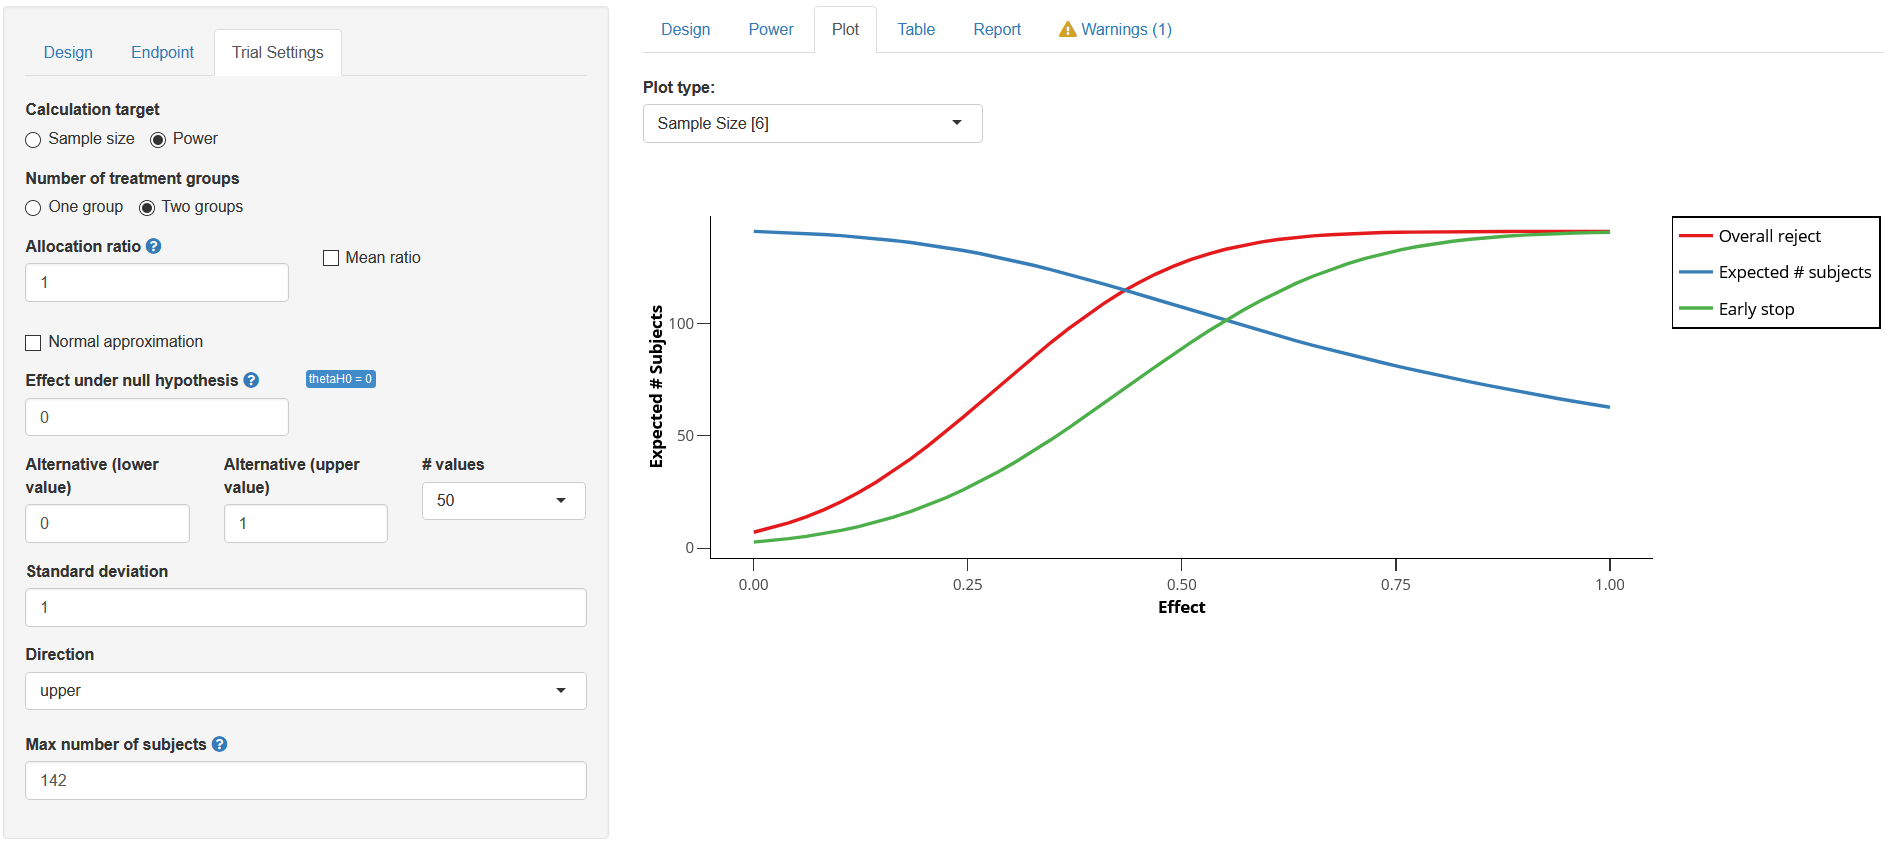 Design Endpoint Trial Settings
Calculation target
Sample size Power
Number of treatment groups
One group Two groups
Allocation ratio ?
Mean ratio
1
Normal approximation
Effect under null hypothesis ? thetaH0 = 0
0
Alternative (lower value)
Alternative (upper value)
# values
0
1
50
Standard deviation
1
Direction
upper
Max number of subjects ?
142
Design Power Plot Table Report Warnings (1)
Plot type:
Sample Size [6]
Expected # Subjects
100
50
0
0.00 0.25 0.50 0.75 1.00
Effect
Overall reject
Expected # subjects
Early stop